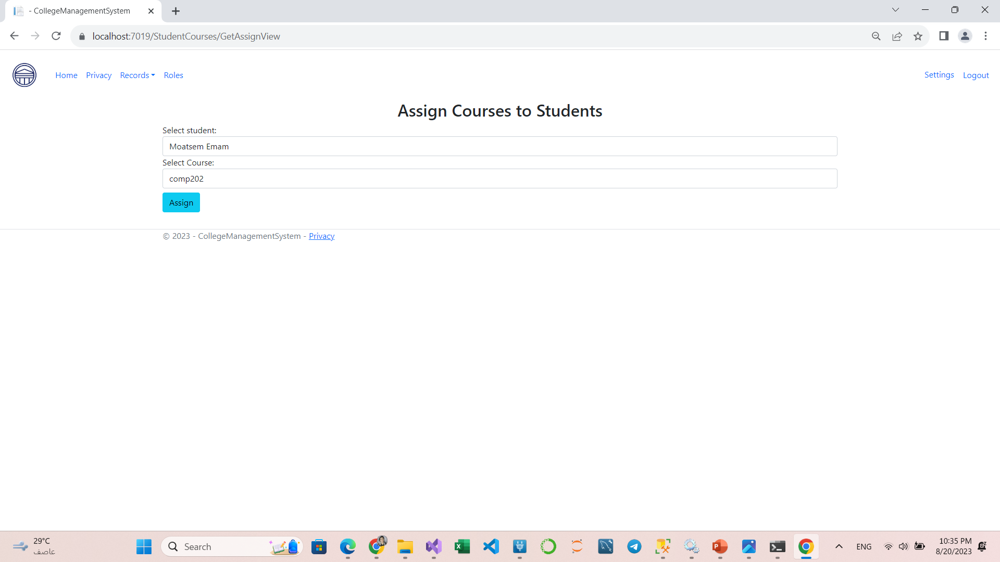 - CollegeManagementSystem
localhost:7019/StudentCourses/GetAssignView
Home Privacy Records Roles Settings Logout
Assign Courses to Students
Select student:
Moatsem Emam
Select Course:
comp202
Assign
© 2023 - CollegeManagementSystem - Privacy
29°C
عاصف
Search
ENG
10:35 PM
8/20/2023